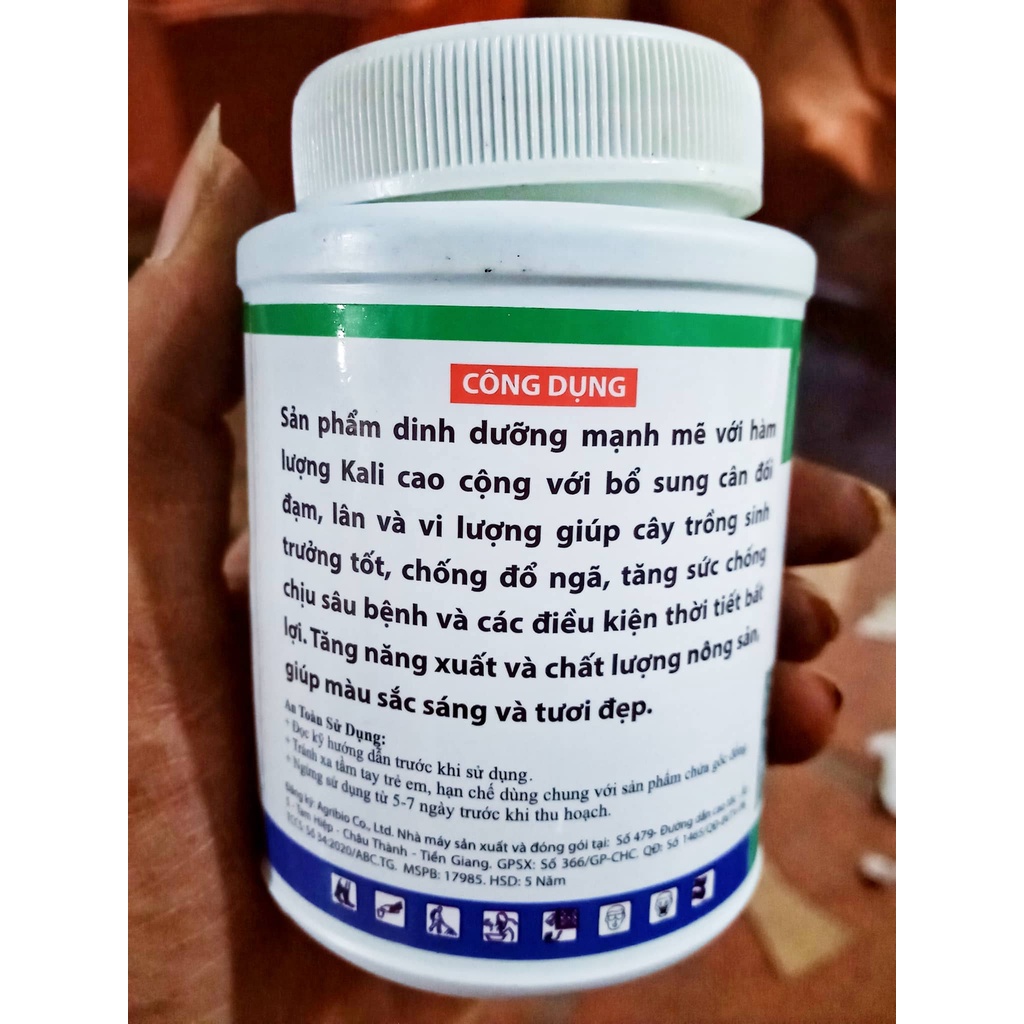 CÔNG DỤNG
Sản phẩm dinh dưỡng mạnh mẽ với hàm
lượng Kali cao cộng với bổ sung cân đối
đạm, lân và vi lượng giúp cây trồng sinh
trưởng tốt, chống đổ ngã, tăng sức chống
chịu sâu bệnh và các điều kiện thời tiết bất
lợi. Tăng năng xuất và chất lượng nông sản,
giúp màu sắc sáng và tươi đẹp.
An Toàn Sử Dụng:
+ Đọc kỹ hướng dẫn trước khi sử dụng.
+ Tránh xa tầm tay trẻ em, hạn chế dùng chung với sản phẩm chứa gốc đồng
+ Ngừng sử dụng từ 5-7 ngày trước khi thu hoạch.
Đăng ký: Agribio Co., Ltd. Nhà máy sản xuất và đóng gói tại: Số 479- Đường dẫn cao
- Tam Hiệp - Châu Thành - Tiền Giang. GPSX: Số 366/GP-CHC. QĐ: Số
34:2020/ABC.TG. MSPB: 17985. HSD: 5 Năm